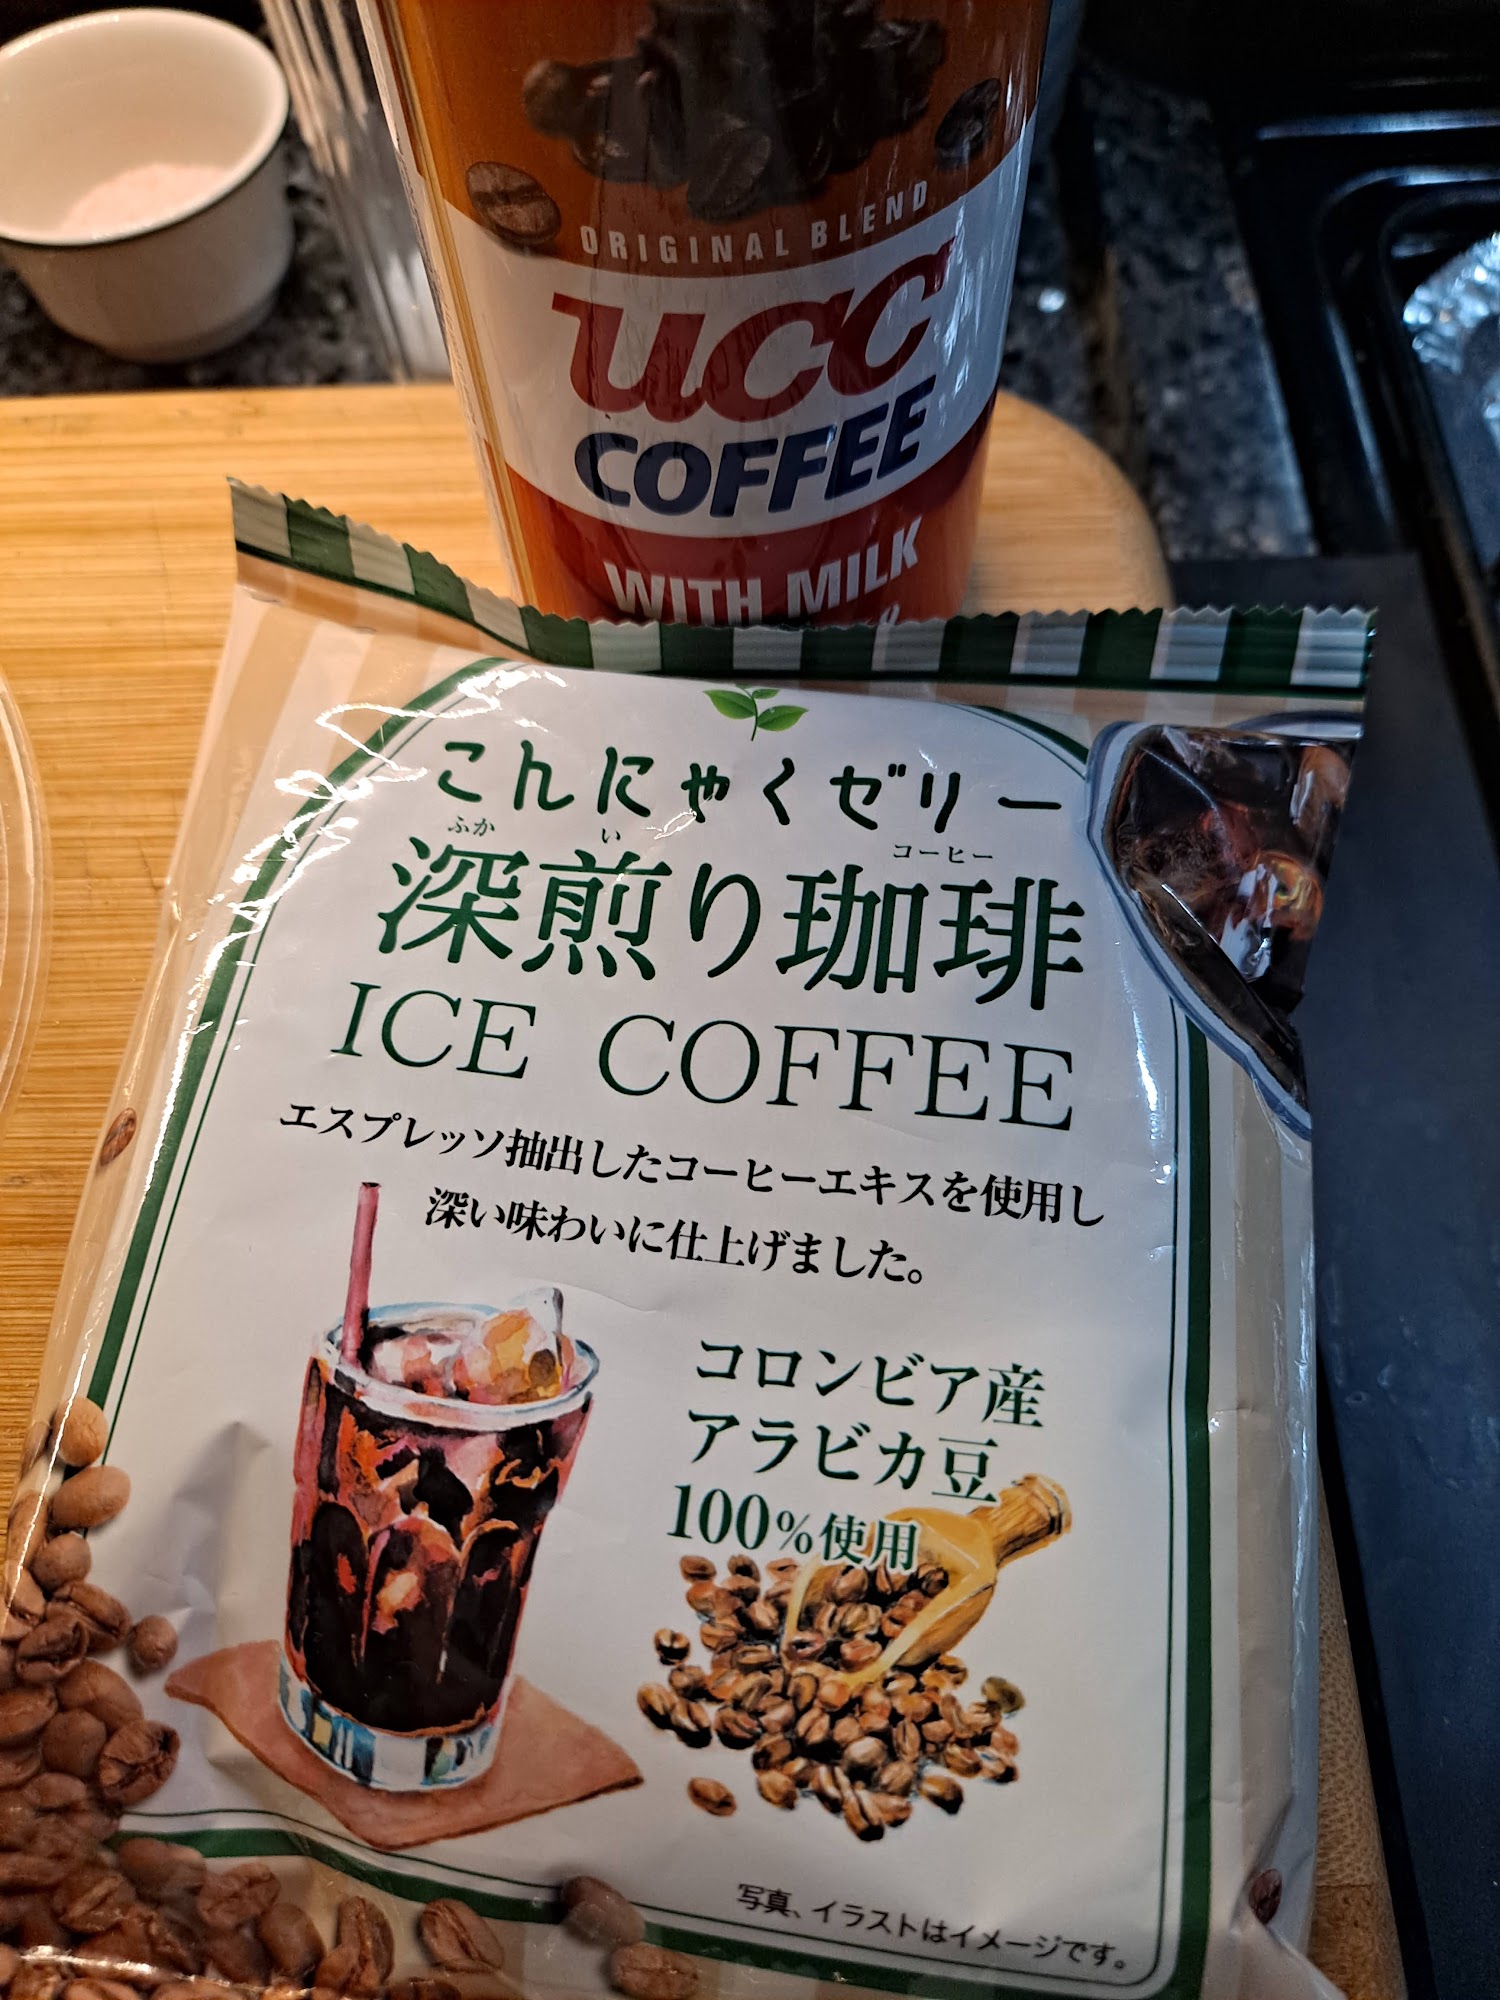 ORIGINAL BLEND
UCC
COFFEE
WITH MILK
こんにゃくゼリー
ふか い コーヒー
深煎り珈琲
ICE COFFEE
エスプレッソ抽出したコーヒーエキスを使用し
深い味わいに仕上げました。
コロンビア産
アラビカ豆
100%使用
写真、イラストはイメージです。